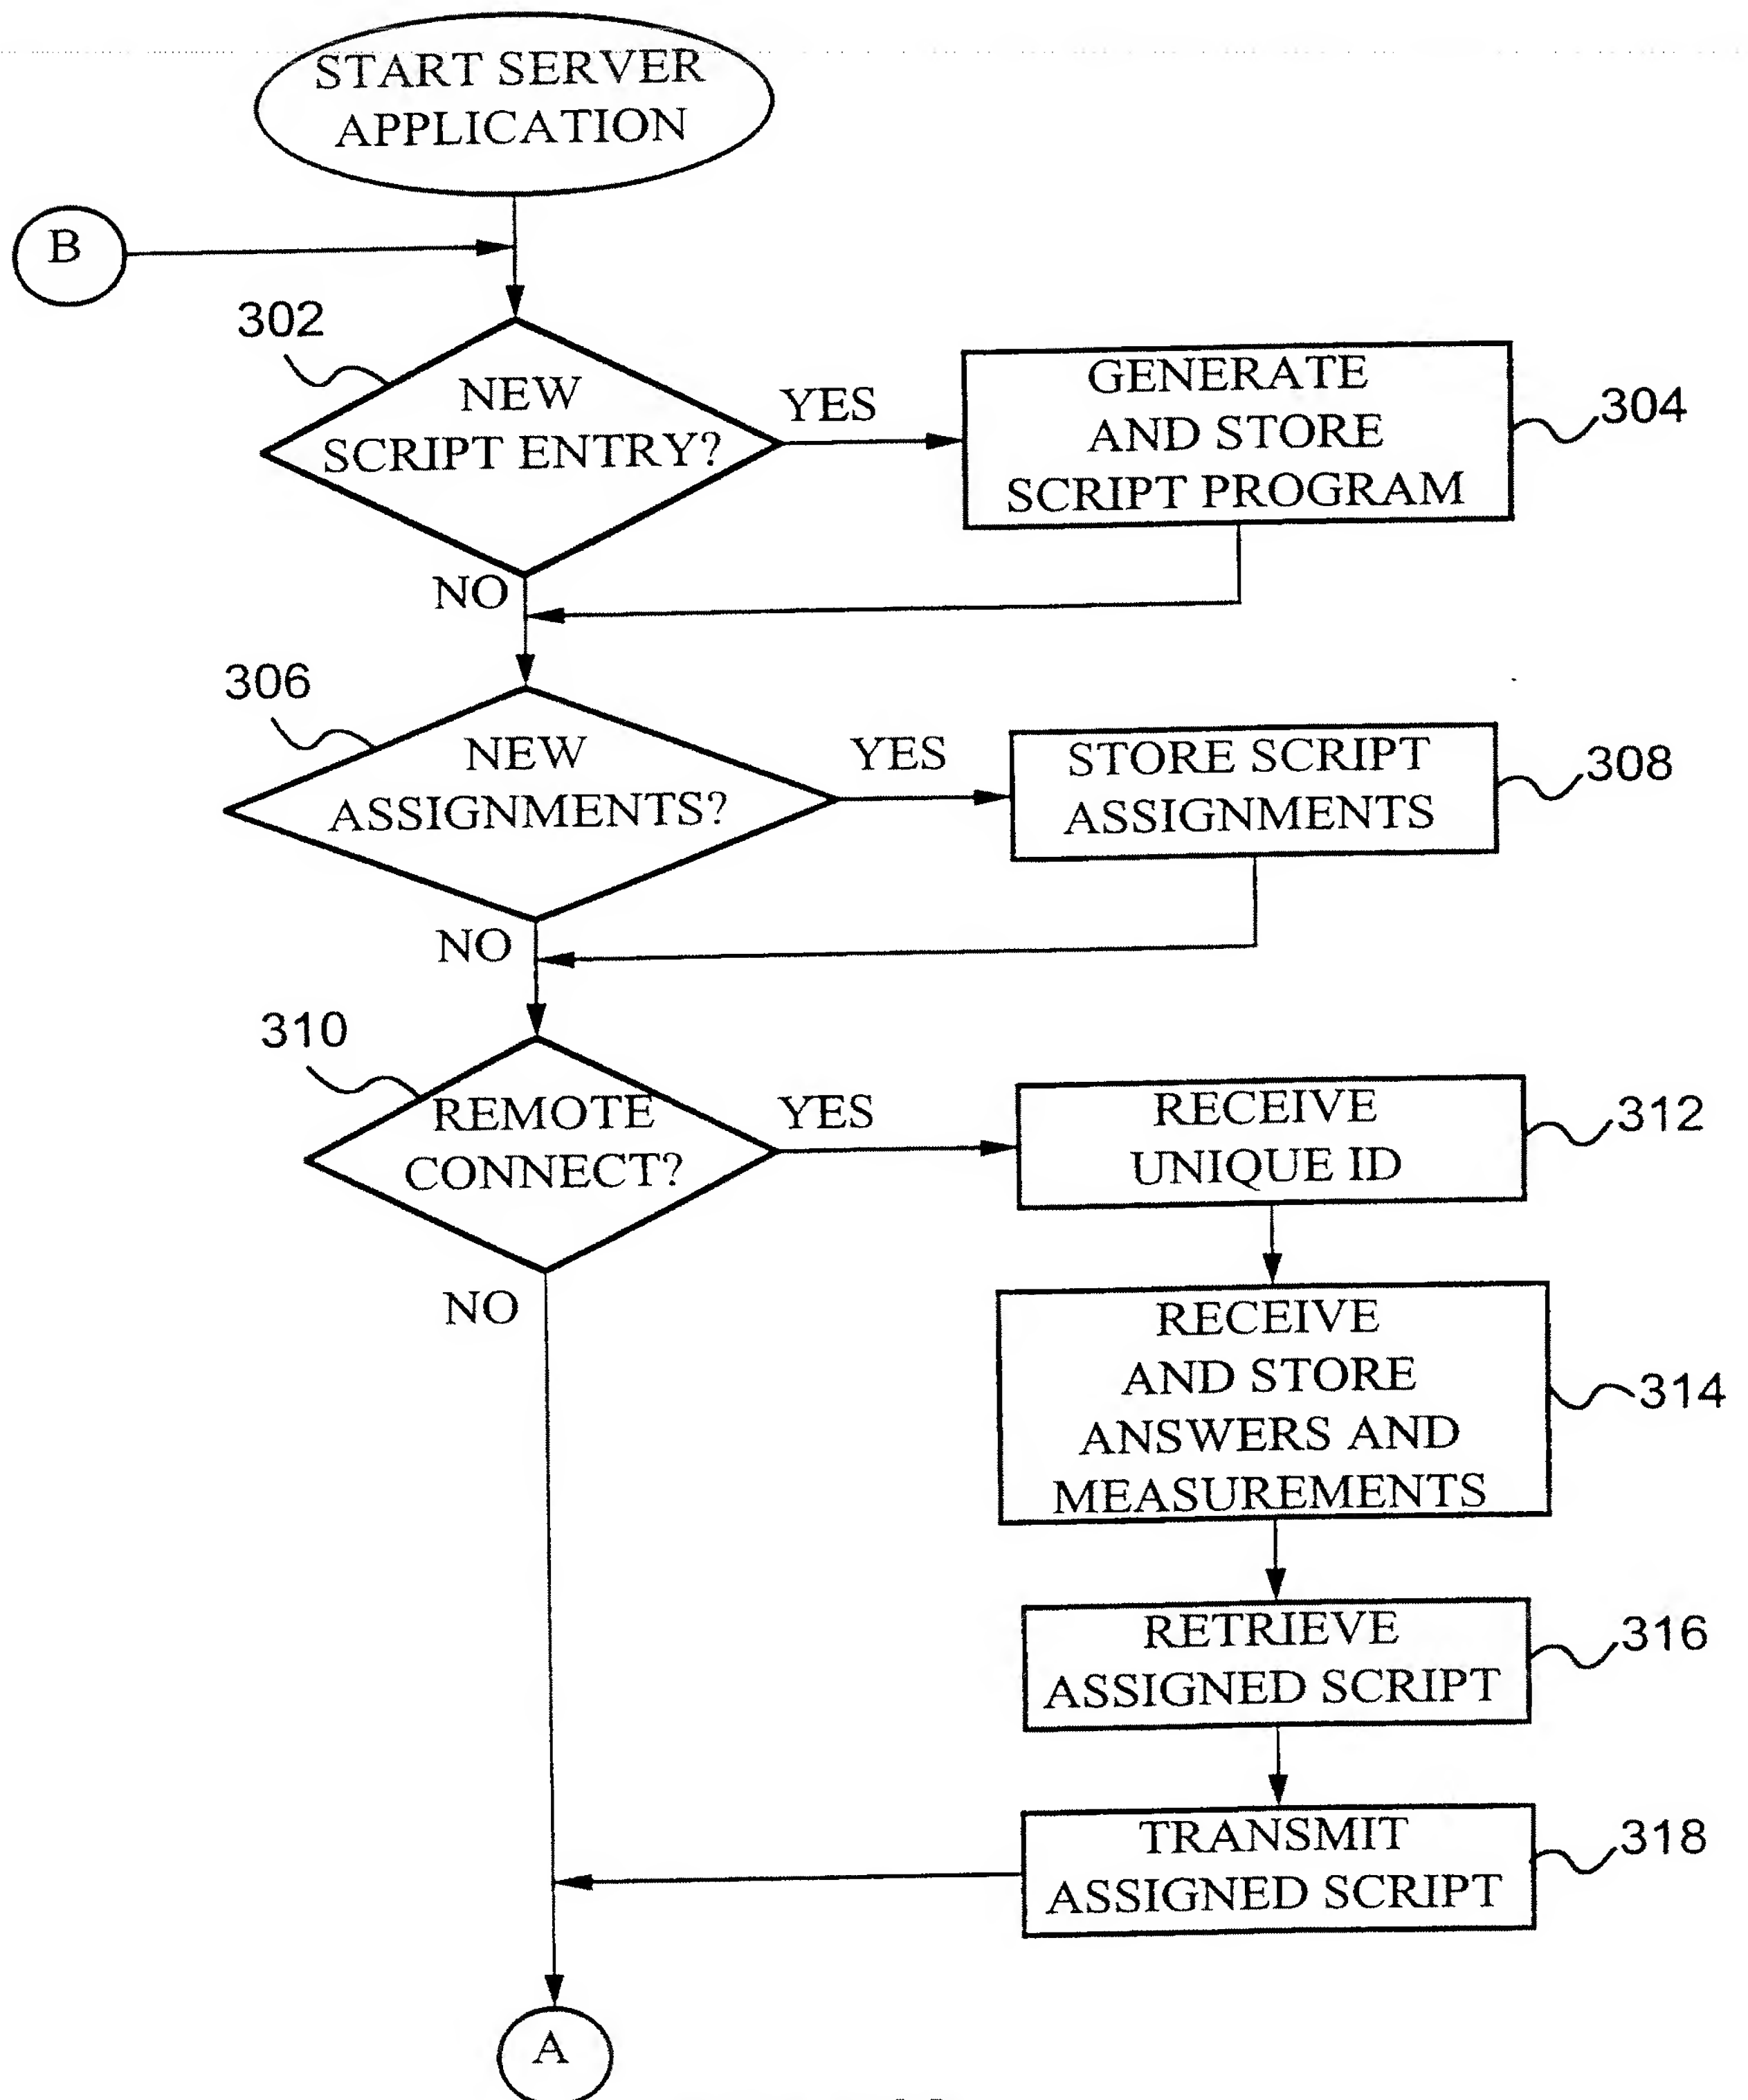 START SERVER
APPLICATION
B
302
NEW
SCRIPT ENTRY?
YES
GENERATE
AND STORE
SCRIPT PROGRAM
304
NO
306
NEW
ASSIGNMENTS?
YES
STORE SCRIPT
ASSIGNMENTS
308
NO
310
REMOTE
CONNECT?
YES
RECEIVE
UNIQUE ID
312
NO
RECEIVE
AND STORE
ANSWERS AND
MEASUREMENTS
314
RETRIEVE
ASSIGNED SCRIPT
316
TRANSMIT
ASSIGNED SCRIPT
318
A